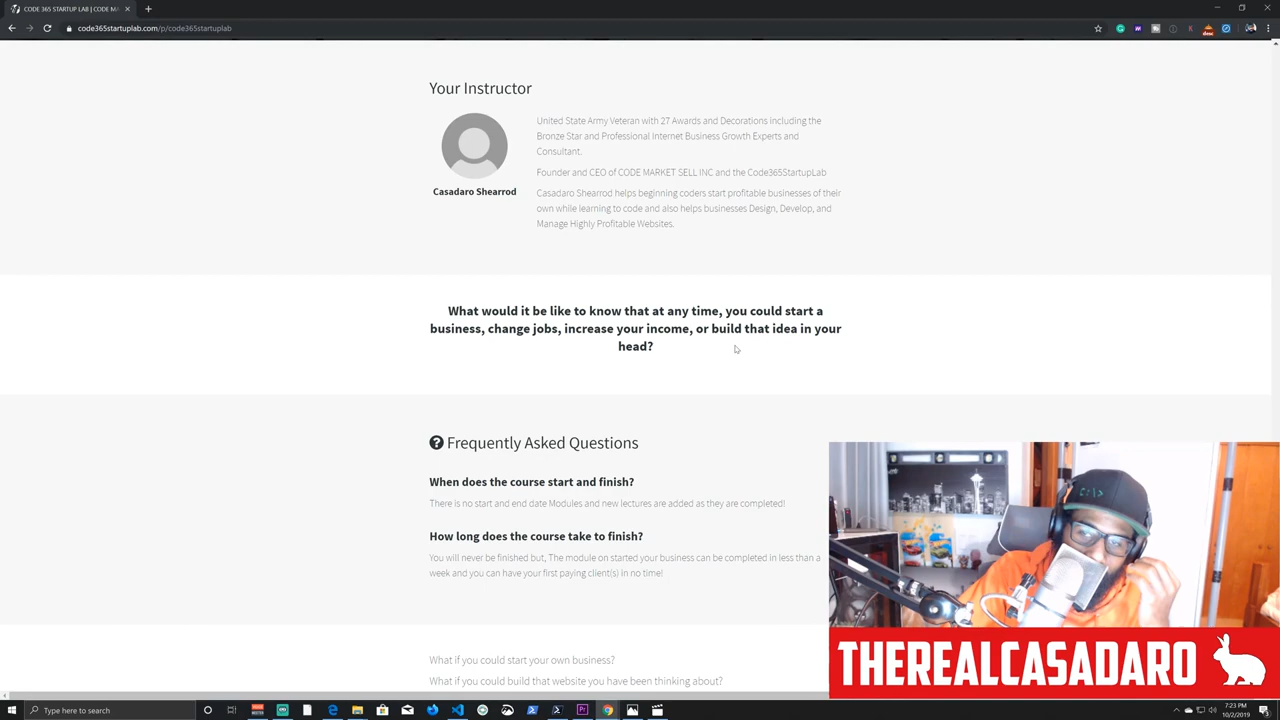 CODE 365 STARTUP LAB | CODE MA
code365startuplab.com/p/code365startuplab
desc
Your Instructor
United State Army Veteran with 27 Awards and Decorations including the
Bronze Star and Professional Internet Business Growth Experts and
Consultant.
Founder and CEO of CODE MARKET SELL INC and the Code365StartupLab
Casadaro Shearrod
Casadaro Shearrod helps beginning coders start profitable businesses of their
own while learning to code and also helps businesses Design, Develop, and
Manage Highly Profitable Websites.
What would it be like to know that at any time, you could start a
business, change jobs, increase your income, or build that idea in your
head?
Frequently Asked Questions
When does the course start and finish?
There is no start and end date Modules and new lectures are added as they are completed!
How long does the course take to finish?
You will never be finished but, The module on started your business can be completed in less than a
week and you can have your first paying client(s) in no time!
C:\>
THEREALCASADARO
What if you could start your own business?
What if you could build that website you have been thinking about?
Type here to search
7:23 PM
10/2/2019